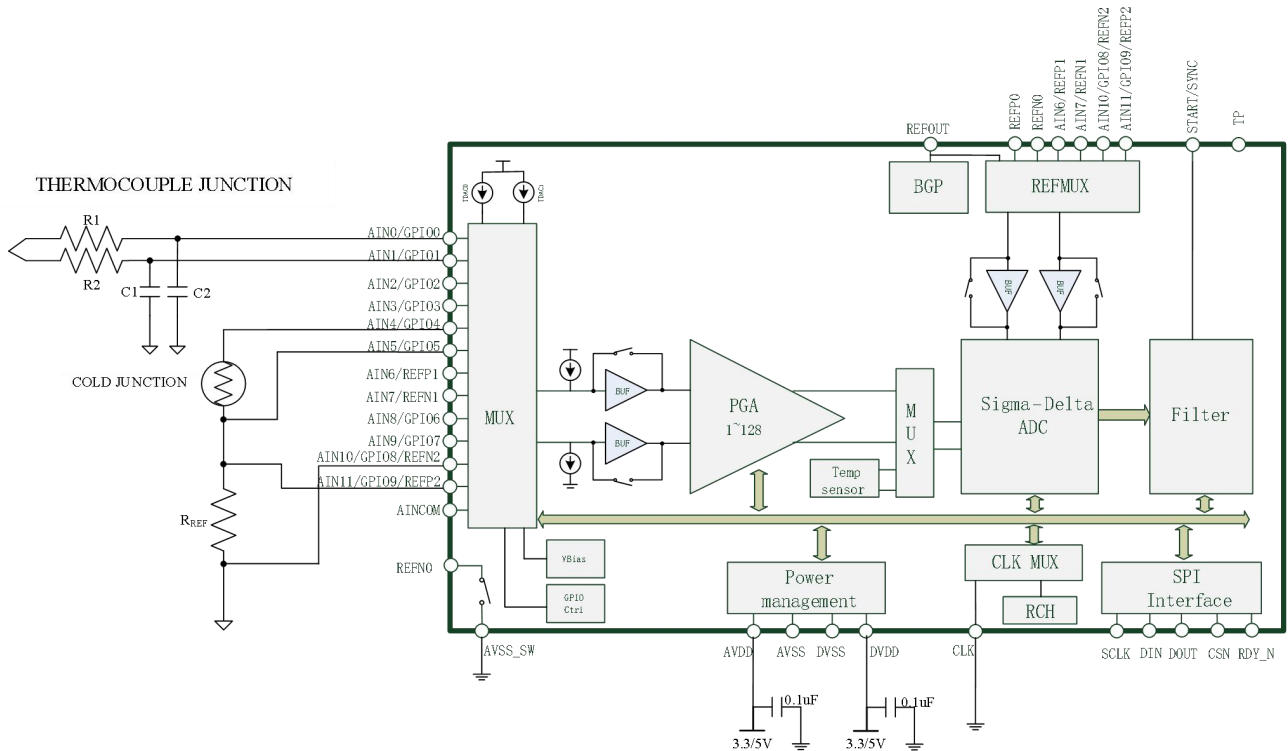 REFOUT
REFP0
REFN0
AIN6/REFP1
AIN7/REFN1
AIN10/GPIO8/REFN2
AIN11/GPIO9/REFP2
START/SYNC
TP
THERMOCOUPLE JUNCTION
R1
R2
C1
C2
COLD JUNCTION
RREF
AIN0/GPIO0
AIN1/GPIO1
AIN2/GPIO2
AIN3/GPIO3
AIN4/GPIO4
AIN5/GPIO5
AIN6/REFP1
AIN7/REFN1
AIN8/GPIO6
AIN9/GPIO7
AIN10/GPIO8/REFN2
AIN11/GPIO9/REFP2
AINCOM
REFN0
IDAC0
IDAC1
MUX
BUF
BUF
PGA
1~128
Temp
sensor
M
U
X
BGP
REFMUX
BUF
BUF
Sigma-Delta
ADC
Filter
VBias
GPIO
Ctrl
Power
management
CLK MUX
RCH
SPI
Interface
AVSS_SW
AVDD
AVSS
DVSS
DVDD
CLK
SCLK
DIN
DOUT
CSN
RDY_N
0.1uF
0.1uF
3.3/5V
3.3/5V